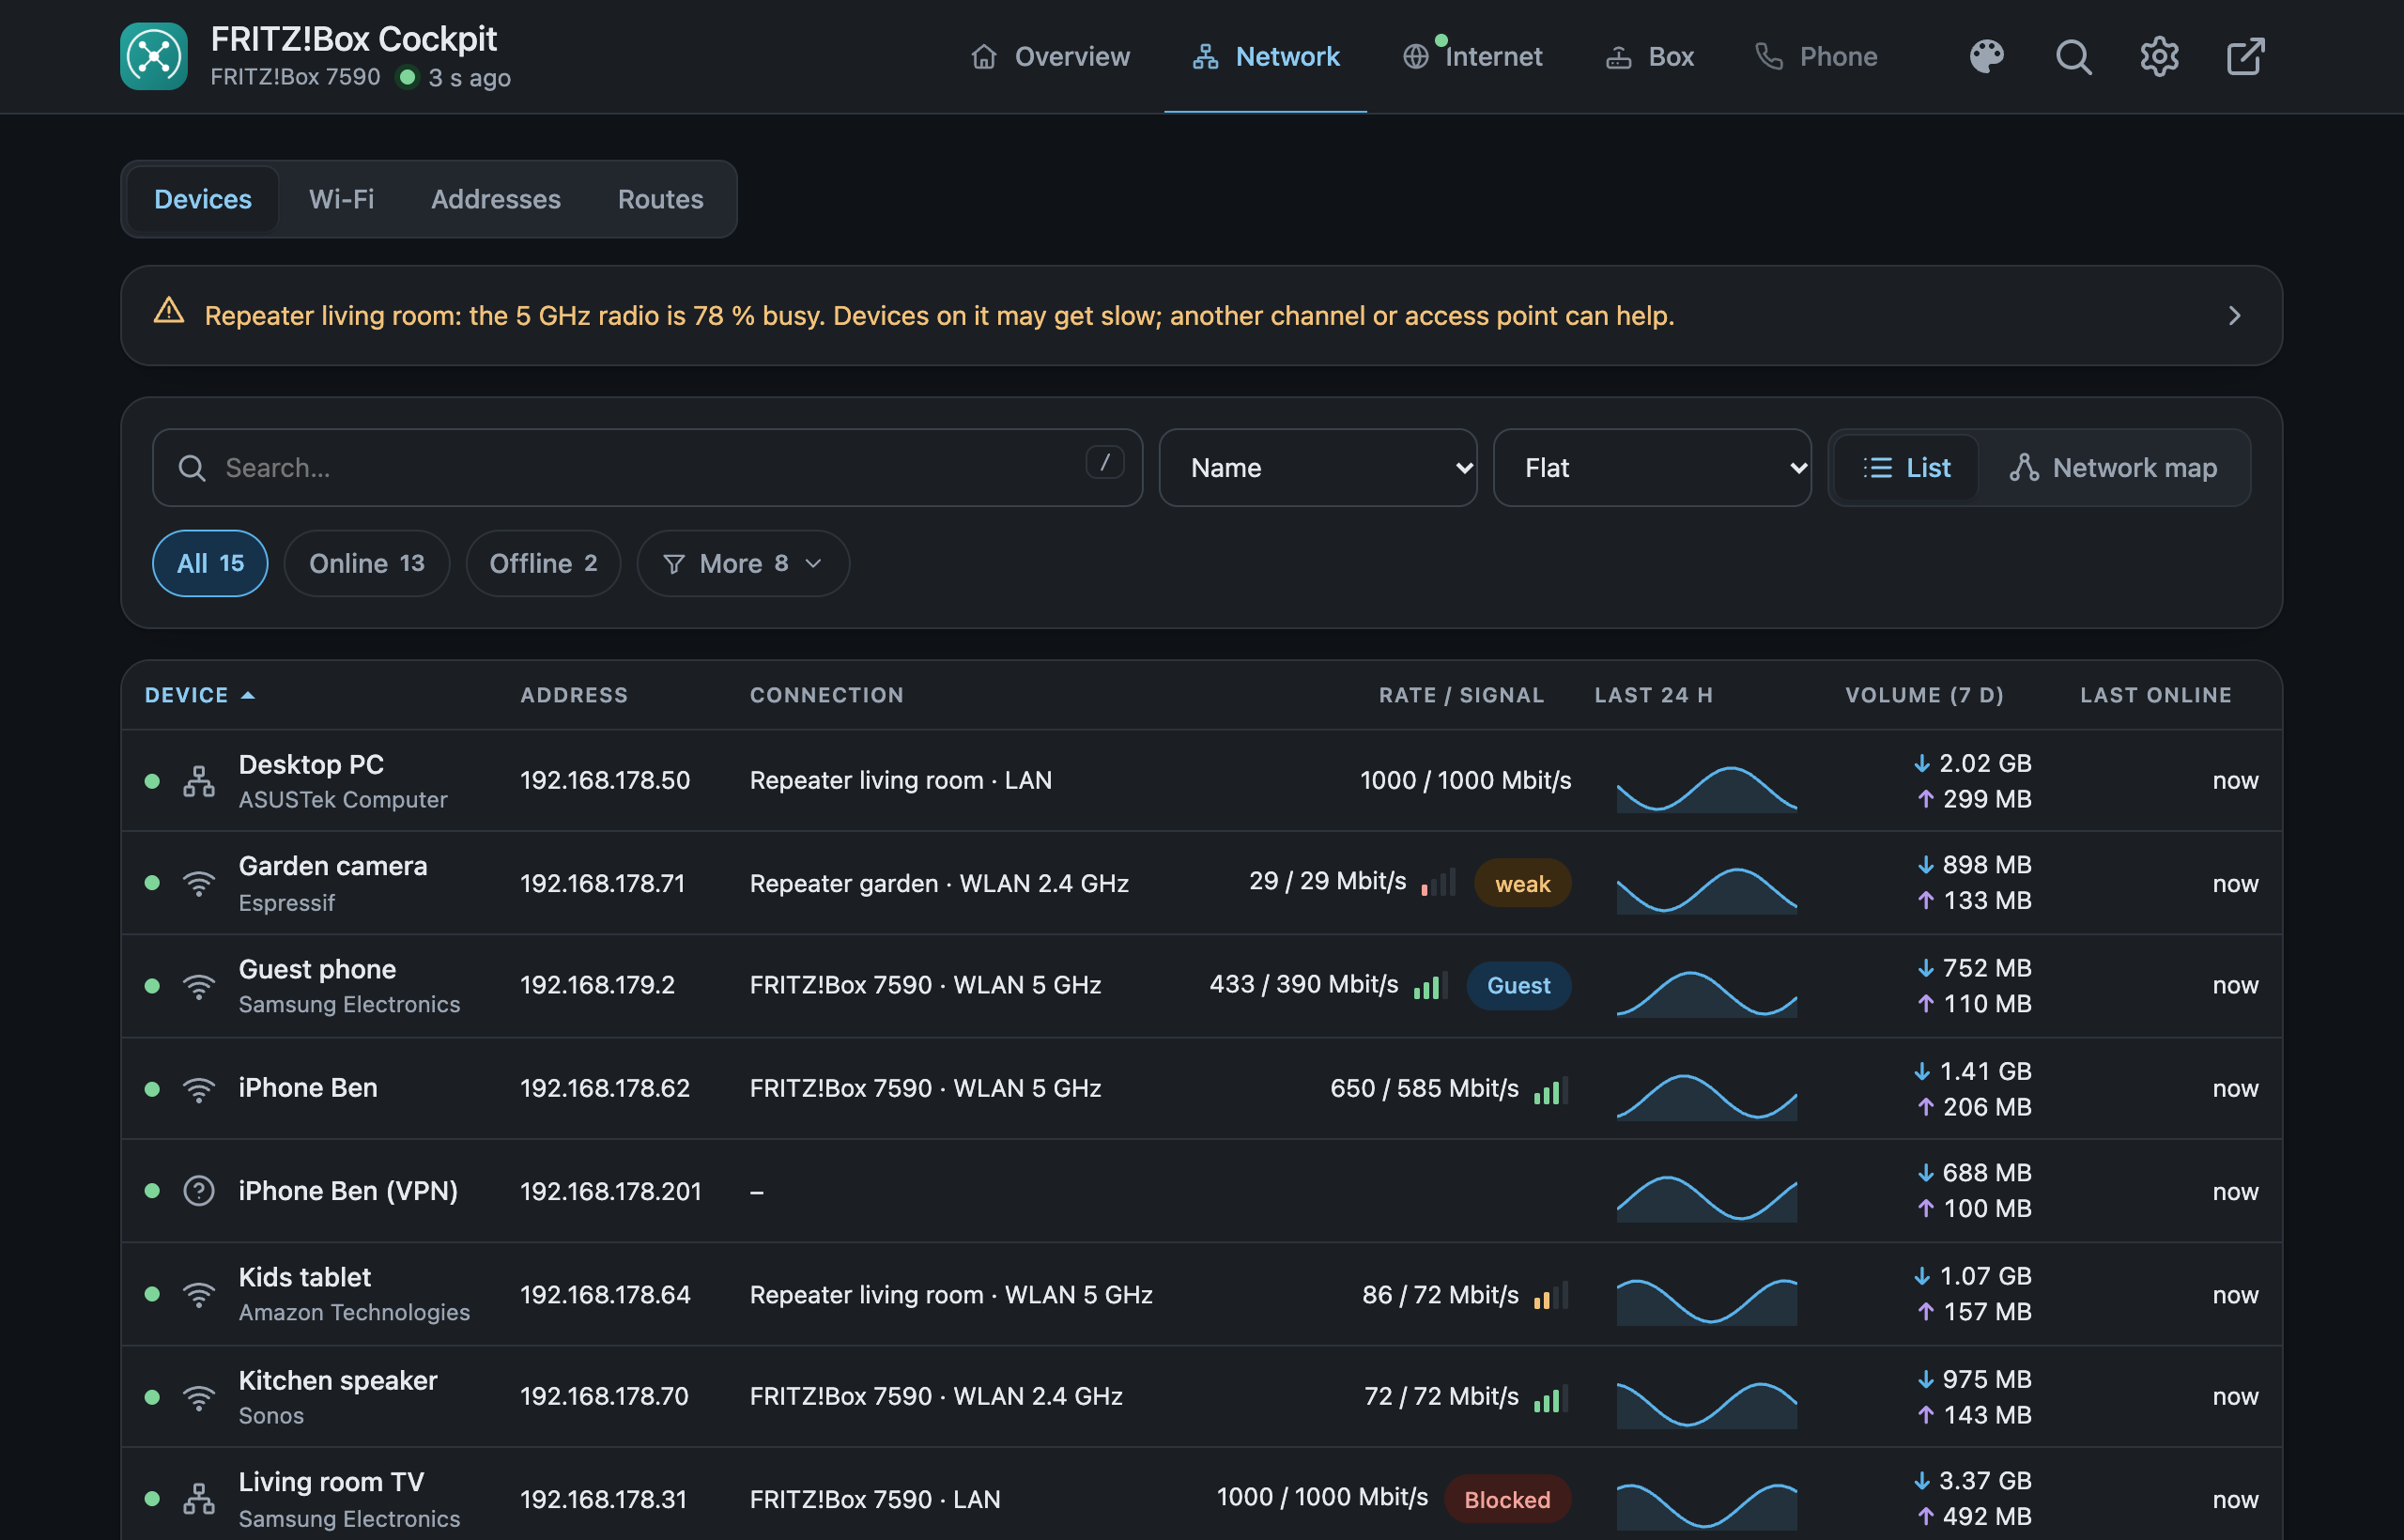 FRITZ!Box Cockpit
FRITZ!Box 7590 3 s ago
Overview Network Internet Box Phone
Devices Wi-Fi Addresses Routes
Repeater living room: the 5 GHz radio is 78 % busy. Devices on it may get slow; another channel or access point can help.
Search... / Name Flat List Network map
All 15 Online 13 Offline 2 More 8
DEVICE ADDRESS CONNECTION RATE / SIGNAL LAST 24 H VOLUME (7 D) LAST ONLINE
Desktop PC
ASUSTek Computer
192.168.178.50 Repeater living room · LAN 1000 / 1000 Mbit/s
↓ 2.02 GB
↑ 299 MB
now
Garden camera
Espressif
192.168.178.71 Repeater garden · WLAN 2.4 GHz 29 / 29 Mbit/s weak
↓ 898 MB
↑ 133 MB
now
Guest phone
Samsung Electronics
192.168.179.2 FRITZ!Box 7590 · WLAN 5 GHz 433 / 390 Mbit/s Guest
↓ 752 MB
↑ 110 MB
now
iPhone Ben
192.168.178.62 FRITZ!Box 7590 · WLAN 5 GHz 650 / 585 Mbit/s
↓ 1.41 GB
↑ 206 MB
now
iPhone Ben (VPN)
192.168.178.201 –
↓ 688 MB
↑ 100 MB
now
Kids tablet
Amazon Technologies
192.168.178.64 Repeater living room · WLAN 5 GHz 86 / 72 Mbit/s
↓ 1.07 GB
↑ 157 MB
now
Kitchen speaker
Sonos
192.168.178.70 FRITZ!Box 7590 · WLAN 2.4 GHz 72 / 72 Mbit/s
↓ 975 MB
↑ 143 MB
now
Living room TV
Samsung Electronics
192.168.178.31 FRITZ!Box 7590 · LAN 1000 / 1000 Mbit/s Blocked
↓ 3.37 GB
↑ 492 MB
now